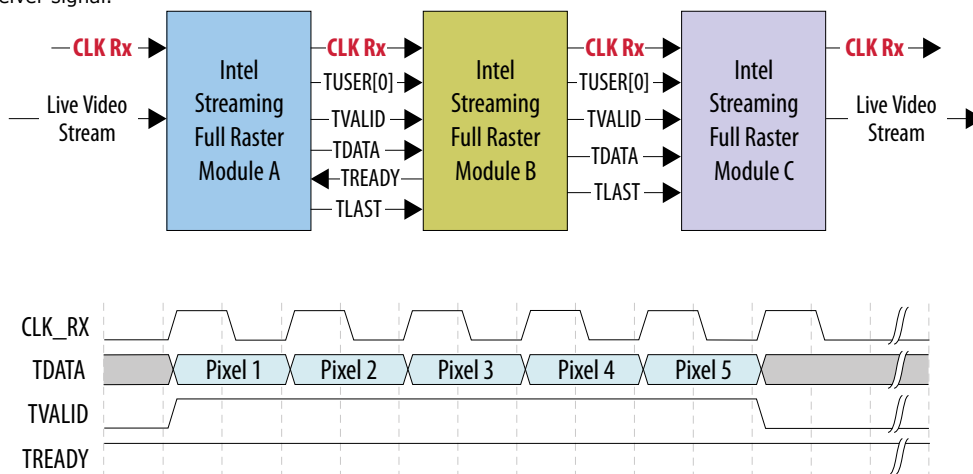 ceiver signal.
CLK Rx
Live Video
Stream
Intel
Streaming
Full Raster
Module A
CLK Rx
TUSER[0]
TVALID
TDATA
TREADY
TLAST
Intel
Streaming
Full Raster
Module B
CLK Rx
TUSER[0]
TVALID
TDATA
TLAST
Intel
Streaming
Full Raster
Module C
CLK Rx
Live Video
Stream
CLK_RX
TDATA Pixel 1 Pixel 2 Pixel 3 Pixel 4 Pixel 5
TVALID
TREADY